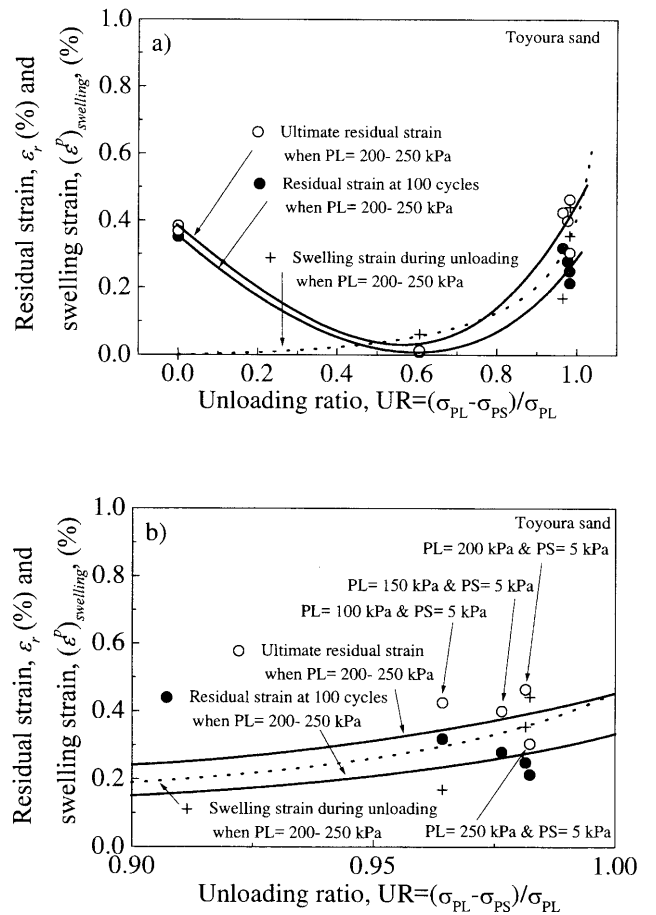 a)
Toyoura sand
Residual strain, εr (%) and
swelling strain, (ε^p)swelling, (%)
1.0
0.8
0.6
0.4
0.2
0.0
Ultimate residual strain
when PL= 200- 250 kPa
Residual strain at 100 cycles
when PL= 200- 250 kPa
Swelling strain during unloading
when PL= 200- 250 kPa
0.0 0.2 0.4 0.6 0.8 1.0
Unloading ratio, UR=(σPL-σPS)/σPL
b)
Toyoura sand
Residual strain, εr (%) and
swelling strain, (ε^p)swelling, (%)
1.0
0.8
0.6
0.4
0.2
0.0
PL= 200 kPa & PS= 5 kPa
PL= 150 kPa & PS= 5 kPa
PL= 100 kPa & PS= 5 kPa
Ultimate residual strain
when PL= 200- 250 kPa
Residual strain at 100 cycles
when PL= 200- 250 kPa
Swelling strain during unloading
when PL= 200- 250 kPa
PL= 250 kPa & PS= 5 kPa
0.90 0.95 1.00
Unloading ratio, UR=(σPL-σPS)/σPL